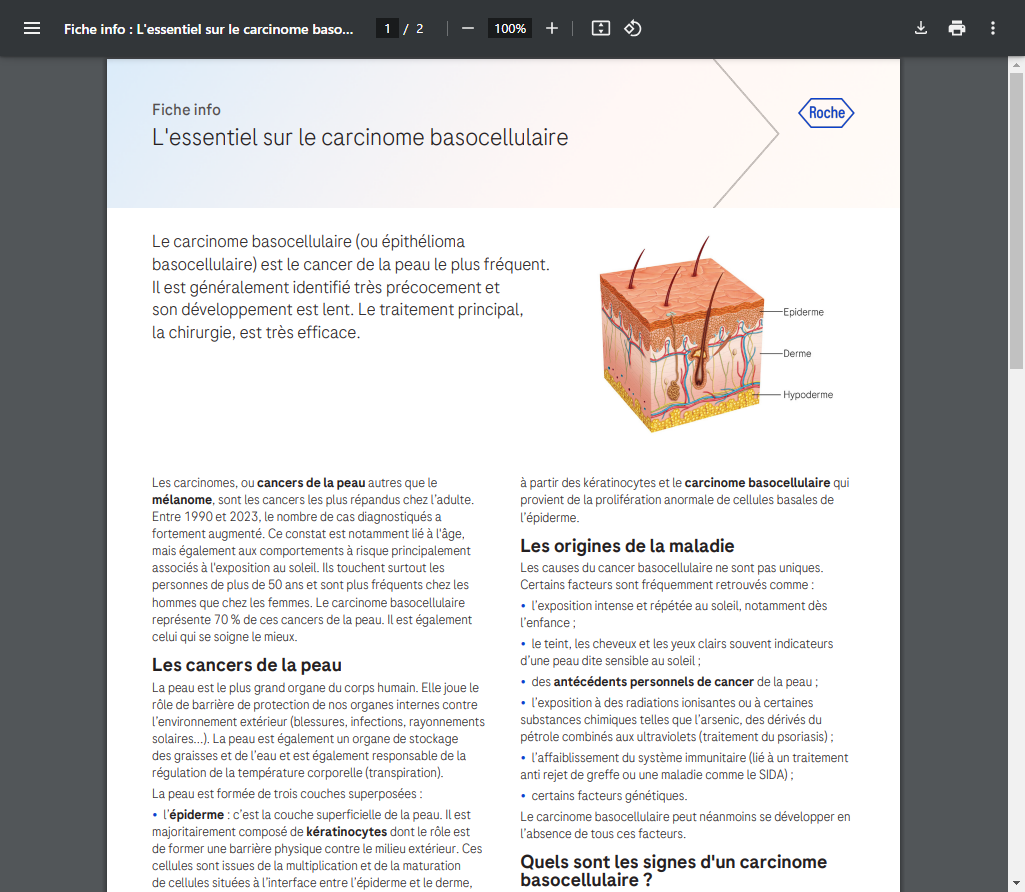 Fiche info : L'essentiel sur le carcinome baso...
1 / 2
100%
Fiche info
L'essentiel sur le carcinome basocellulaire
Roche
Le carcinome basocellulaire (ou épithélioma
basocellulaire) est le cancer de la peau le plus fréquent.
Il est généralement identifié très précocement et
son développement est lent. Le traitement principal,
la chirurgie, est très efficace.
Epiderme
Derme
Hypoderme
Les carcinomes, ou cancers de la peau autres que le
mélanome, sont les cancers les plus répandus chez l'adulte.
Entre 1990 et 2023, le nombre de cas diagnostiqués a
fortement augmenté. Ce constat est notamment lié à l'âge,
mais également aux comportements à risque principalement
associés à l'exposition au soleil. Ils touchent surtout les
personnes de plus de 50 ans et sont plus fréquents chez les
hommes que chez les femmes. Le carcinome basocellulaire
représente 70 % de ces cancers de la peau. Il est également
celui qui se soigne le mieux.
Les cancers de la peau
La peau est le plus grand organe du corps humain. Elle joue le
rôle de barrière de protection de nos organes internes contre
l'environnement extérieur (blessures, infections, rayonnements
solaires...). La peau est également un organe de stockage
des graisses et de l'eau et est également responsable de la
régulation de la température corporelle (transpiration).
La peau est formée de trois couches superposées :
• l'épiderme : c'est la couche superficielle de la peau. Il est
majoritairement composé de kératinocytes dont le rôle est
de former une barrière physique contre le milieu extérieur. Ces
cellules sont issues de la multiplication et de la maturation
de cellules situées à l'interface entre l'épiderme et le derme,
à partir des kératinocytes et le carcinome basocellulaire qui
provient de la prolifération anormale de cellules basales de
l'épiderme.
Les origines de la maladie
Les causes du cancer basocellulaire ne sont pas uniques.
Certains facteurs sont fréquemment retrouvés comme :
• l'exposition intense et répétée au soleil, notamment dès
l'enfance ;
• le teint, les cheveux et les yeux clairs souvent indicateurs
d'une peau dite sensible au soleil ;
• des antécédents personnels de cancer de la peau ;
• l'exposition à des radiations ionisantes ou à certaines
substances chimiques telles que l'arsenic, des dérivés du
pétrole combinés aux ultraviolets (traitement du psoriasis) ;
• l'affaiblissement du système immunitaire (lié à un traitement
anti rejet de greffe ou une maladie comme le SIDA) ;
• certains facteurs génétiques.
Le carcinome basocellulaire peut néanmoins se développer en
l'absence de tous ces facteurs.
Quels sont les signes d'un carcinome
basocellulaire ?